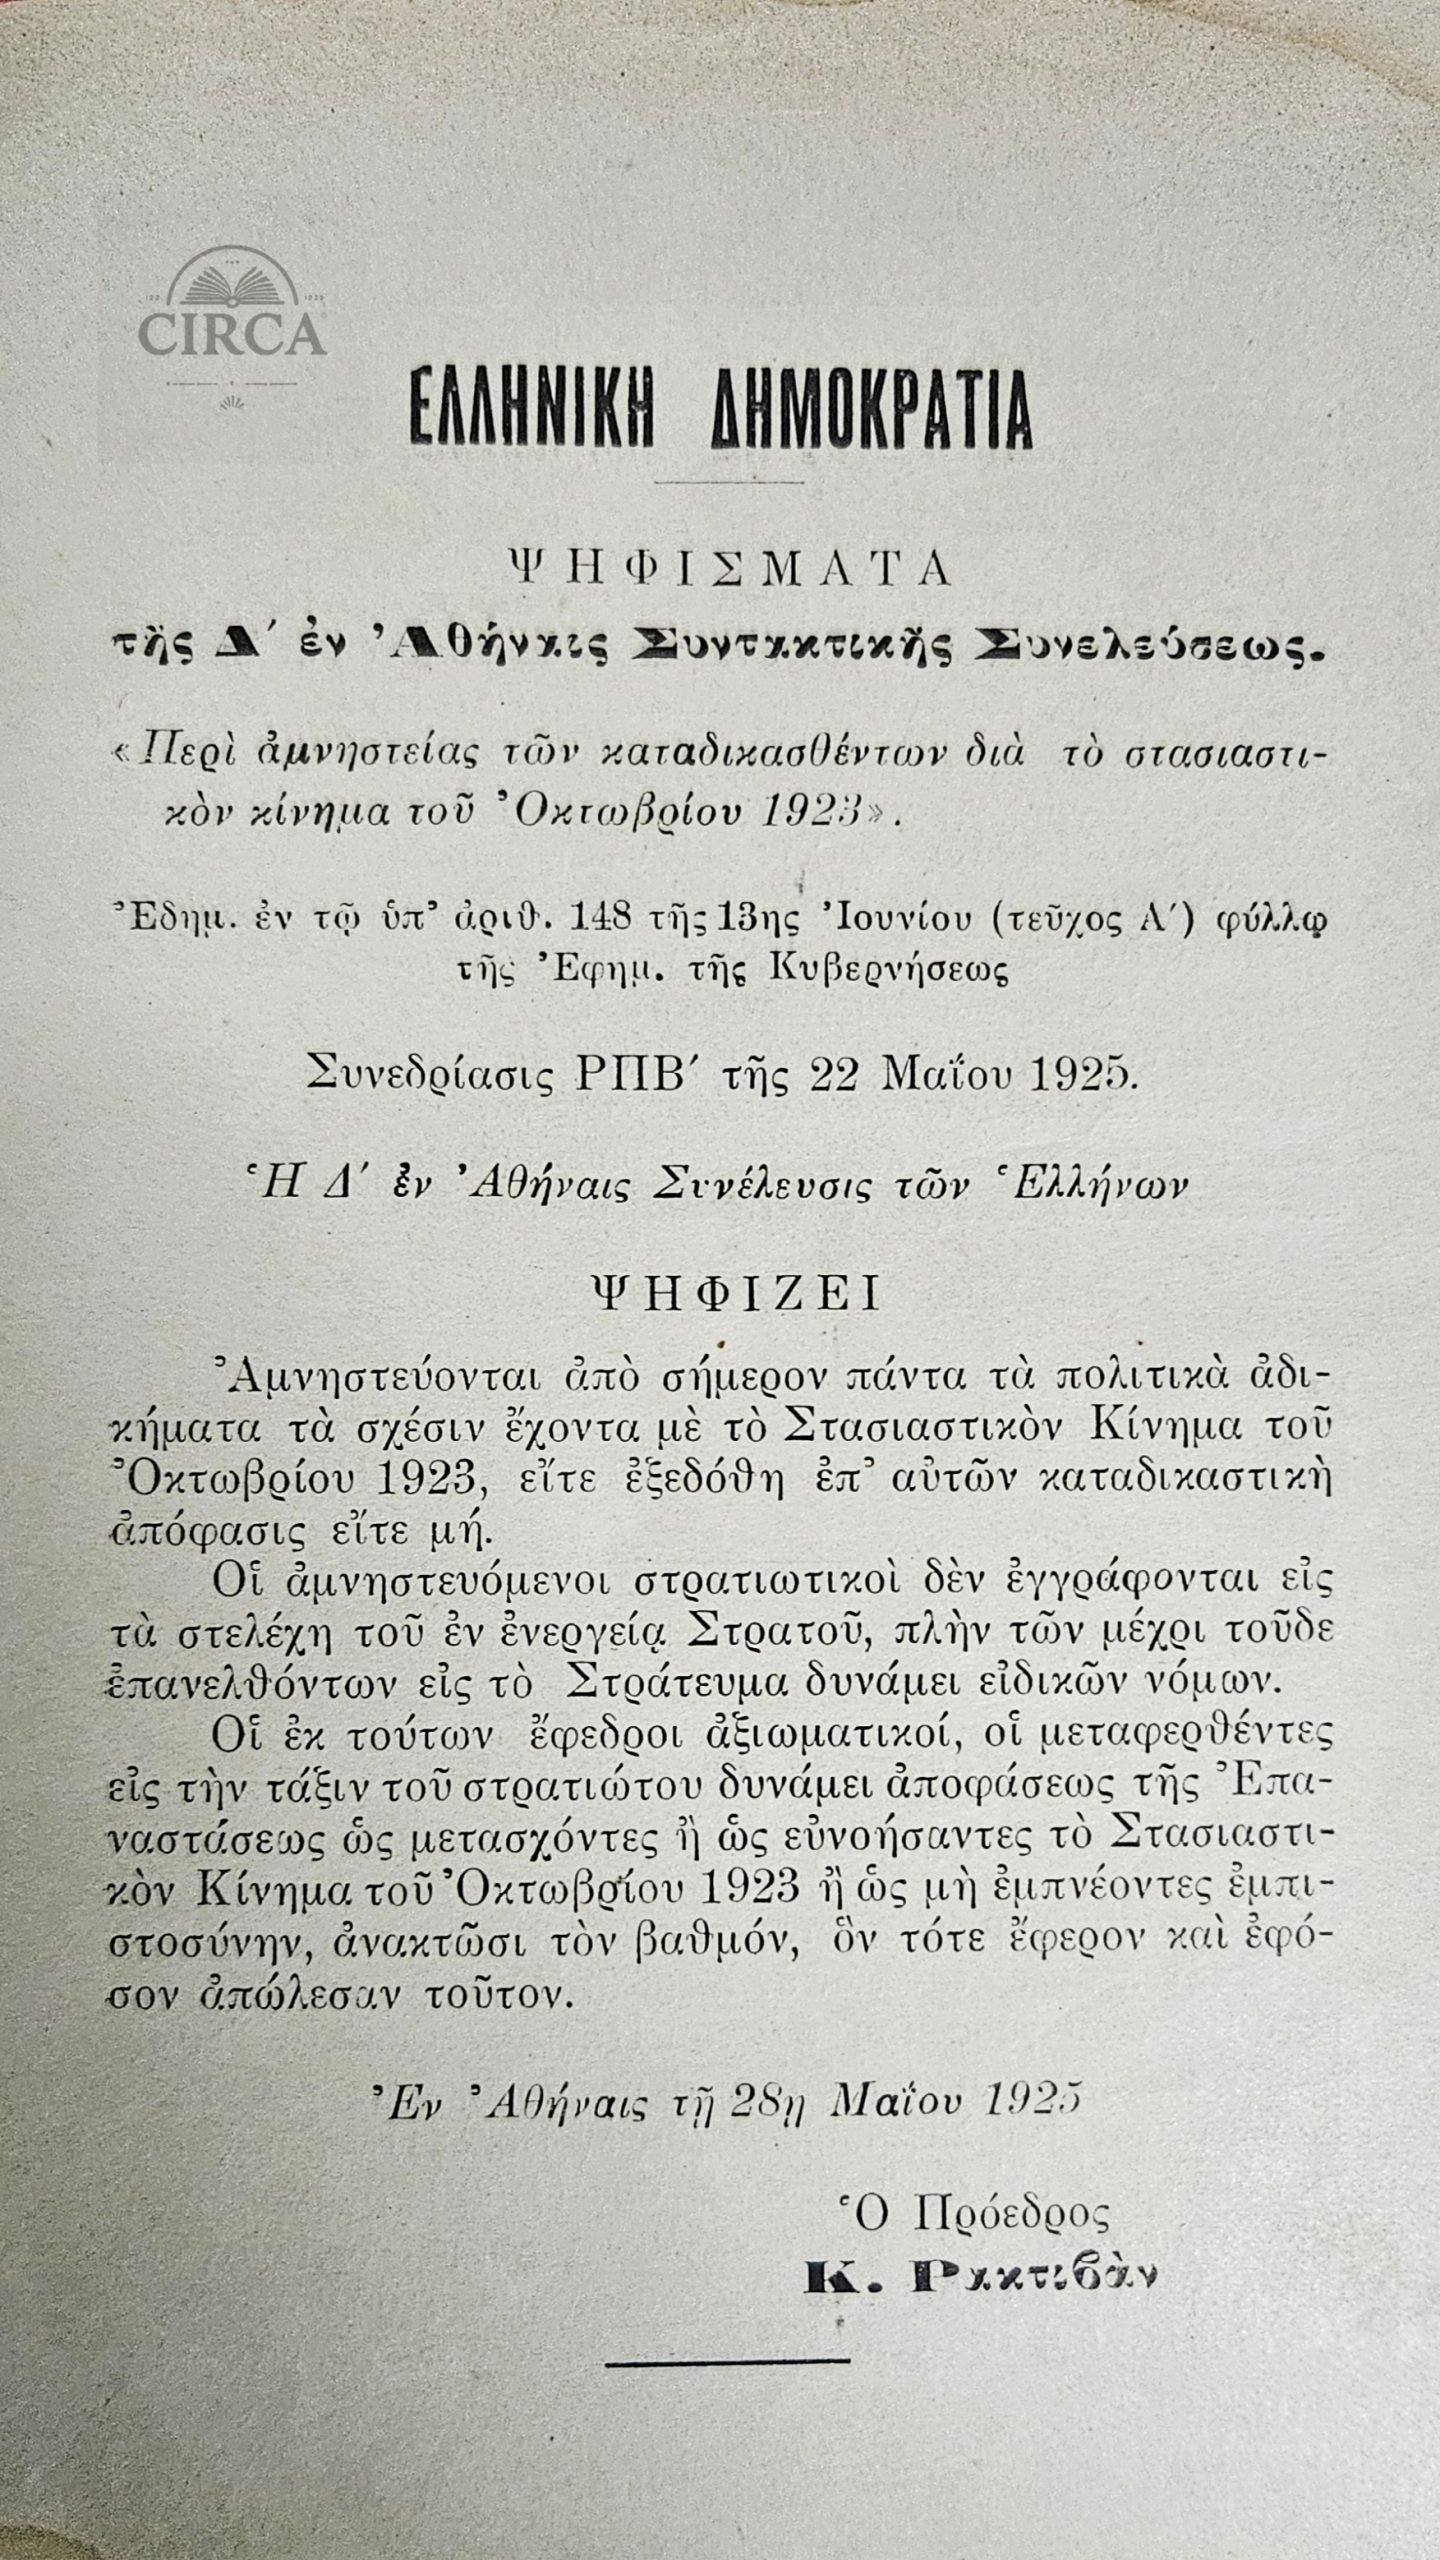 CIRCA
ΕΛΛΗΝΙΚΗ ΔΗΜΟΚΡΑΤΙΑ
ΨΗΦΙΣΜΑΤΑ
τῆς Δ΄ ἐν Ἀθήναις Συντακτικῆς Συνελεύσεως.
«Περὶ ἀμνηστείας τῶν καταδικασθέντων διὰ τὸ στασιαστι-
κὸν κίνημα τοῦ Ὀκτωβρίου 1923».
Ἐδημ. ἐν τῷ ὑπ' ἀριθ. 148 τῆς 13ης Ἰουνίου (τεῦχος Α΄) φύλλῳ
τῆς Ἐφημ. τῆς Κυβερνήσεως
Συνεδρίασις ΡΠΒ΄ τῆς 22 Μαΐου 1925.
Ἡ Δ΄ ἐν Ἀθήναις Συνέλευσις τῶν Ἑλλήνων
ΨΗΦΙΖΕΙ
Ἀμνηστεύονται ἀπὸ σήμερον πάντα τὰ πολιτικὰ ἀδι-
κήματα τὰ σχέσιν ἔχοντα μὲ τὸ Στασιαστικὸν Κίνημα τοῦ
Ὀκτωβρίου 1923, εἴτε ἐξεδόθη ἐπ' αὐτῶν καταδικαστικὴ
ἀπόφασις εἴτε μή.
Οἱ ἀμνηστευόμενοι στρατιωτικοὶ δὲν ἐγγράφονται εἰς
τὰ στελέχη τοῦ ἐν ἐνεργείᾳ Στρατοῦ, πλὴν τῶν μέχρι τοῦδε
ἐπανελθόντων εἰς τὸ Στράτευμα δυνάμει εἰδικῶν νόμων.
Οἱ ἐκ τούτων ἔφεδροι ἀξιωματικοί, οἱ μεταφερθέντες
εἰς τὴν τάξιν τοῦ στρατιώτου δυνάμει ἀποφάσεως τῆς Ἐπα-
ναστάσεως ὡς μετασχόντες ἢ ὡς εὐνοήσαντες τὸ Στασιαστι-
κὸν Κίνημα τοῦ Ὀκτωβρίου 1923 ἢ ὡς μὴ ἐμπνέοντες ἐμπι-
στοσύνην, ἀνακτῶσι τὸν βαθμόν, ὃν τότε ἔφερον καὶ ἐφό-
σον ἀπώλεσαν τοῦτον.
Ἐν Ἀθήναις τῇ 28ῃ Μαΐου 1925
Ὁ Πρόεδρος
Κ. Ρακτιβὰν